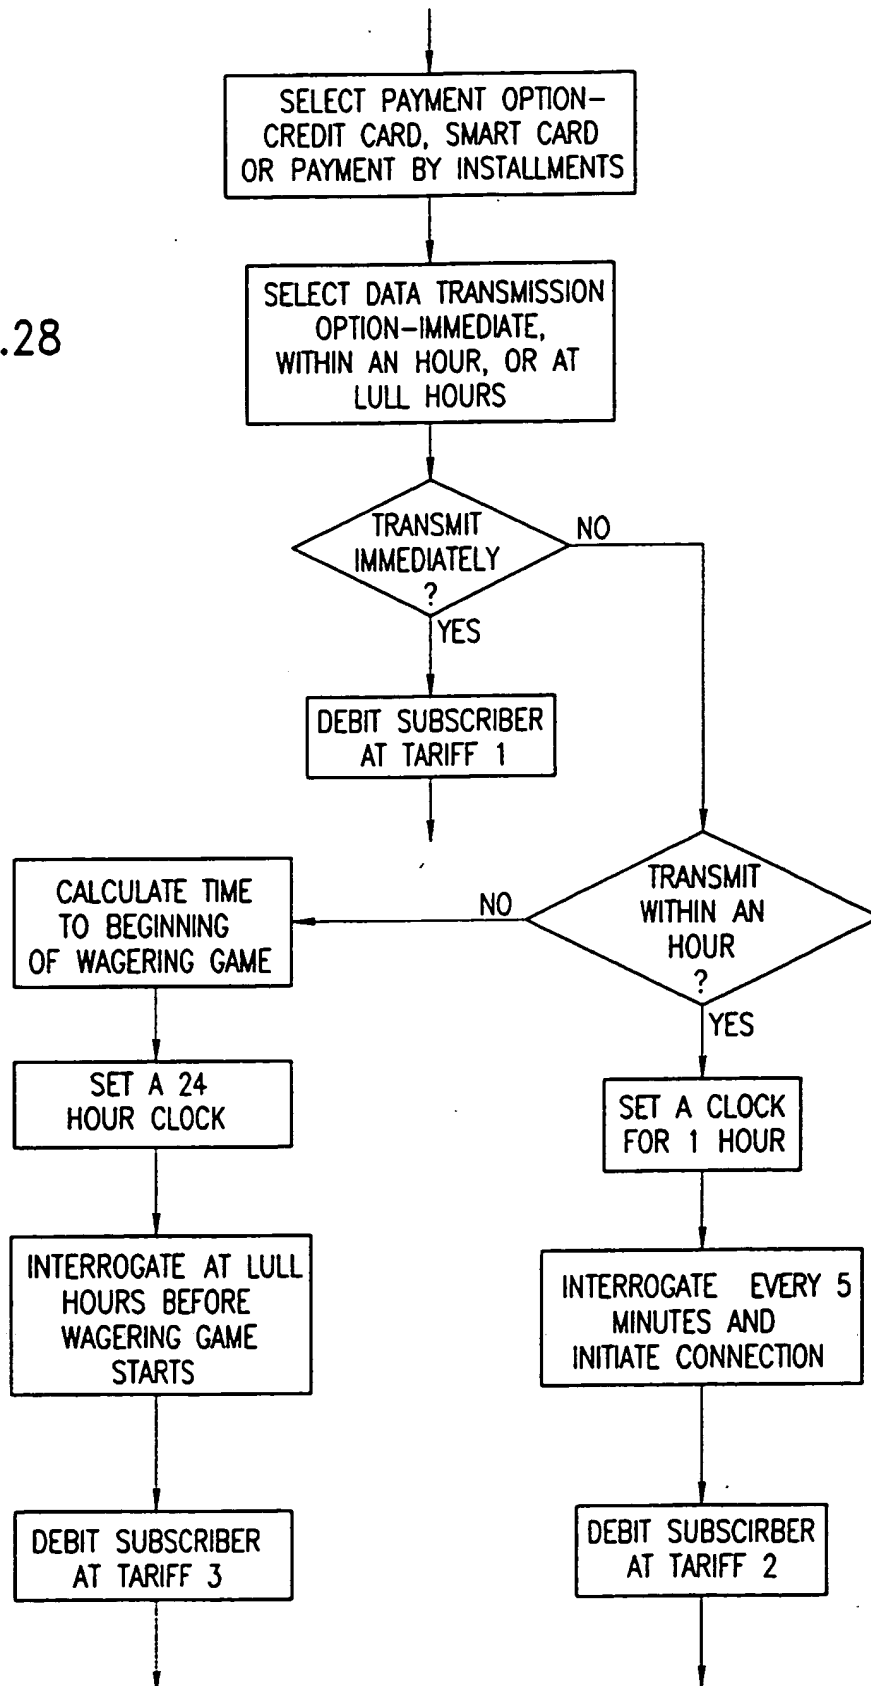 SELECT PAYMENT OPTION-
CREDIT CARD, SMART CARD
OR PAYMENT BY INSTALLMENTS
SELECT DATA TRANSMISSION
OPTION-IMMEDIATE,
WITHIN AN HOUR, OR AT
LULL HOURS
.28
TRANSMIT
IMMEDIATELY
?
NO
YES
DEBIT SUBSCRIBER
AT TARIFF 1
TRANSMIT
WITHIN AN
HOUR
?
NO
YES
CALCULATE TIME
TO BEGINNING
OF WAGERING GAME
SET A 24
HOUR CLOCK
SET A CLOCK
FOR 1 HOUR
INTERROGATE AT LULL
HOURS BEFORE
WAGERING GAME
STARTS
INTERROGATE EVERY 5
MINUTES AND
INITIATE CONNECTION
DEBIT SUBSCRIBER
AT TARIFF 3
DEBIT SUBSCIRBER
AT TARIFF 2